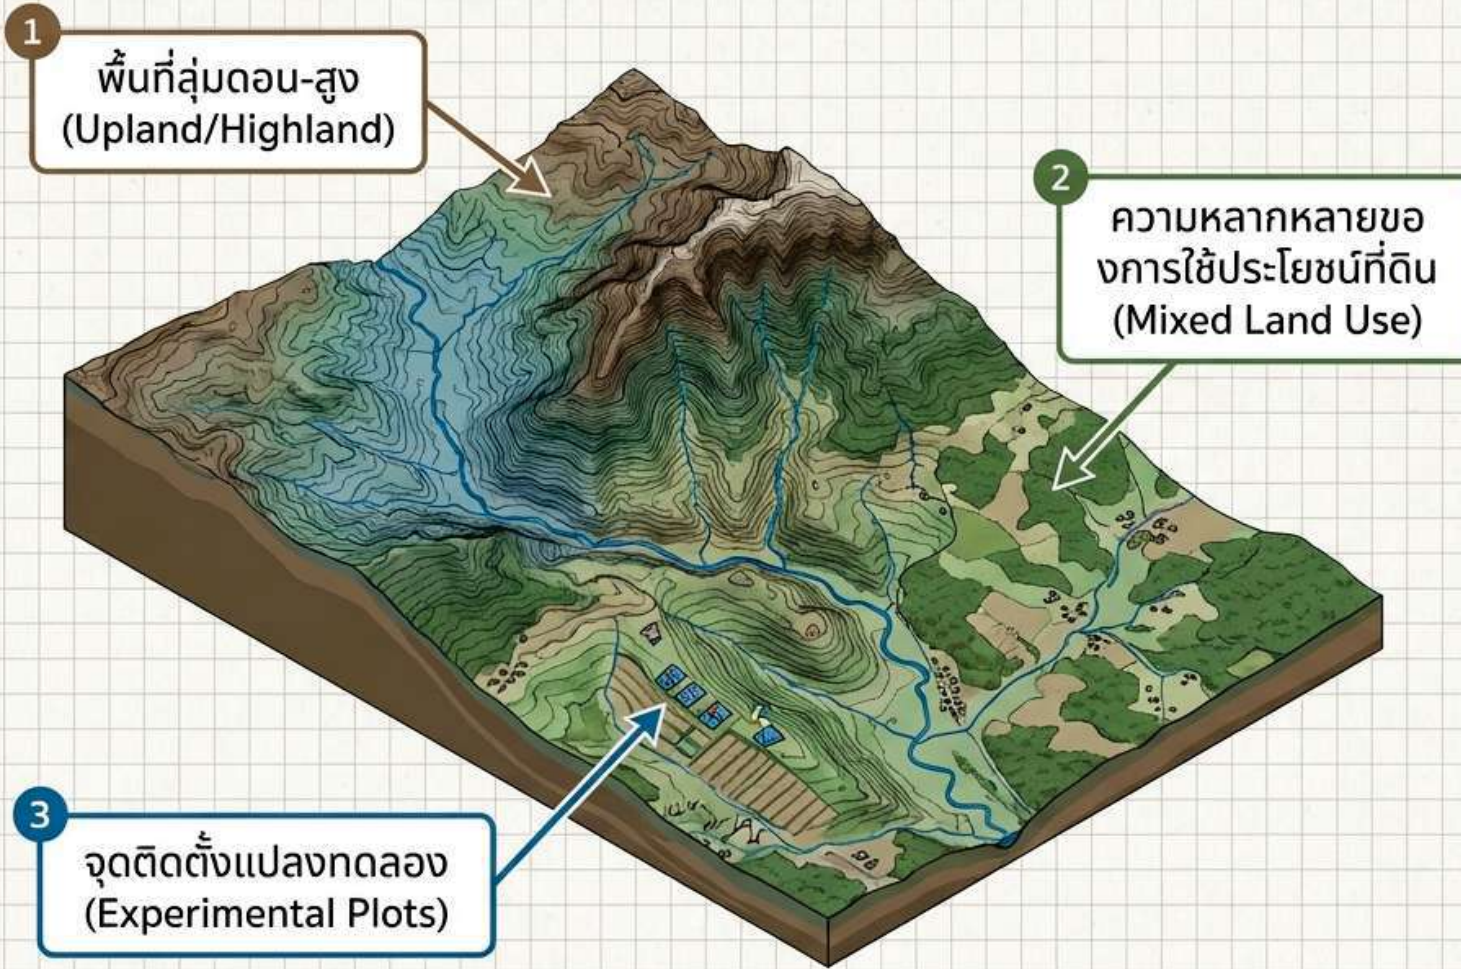 1
พื้นที่ลุ่มดอน-สูง
(Upland/Highland)
2
ความหลากหลายขอ
งการใช้ประโยชน์ที่ดิน
(Mixed Land Use)
3
จุดติดตั้งแปลงทดลอง
(Experimental Plots)